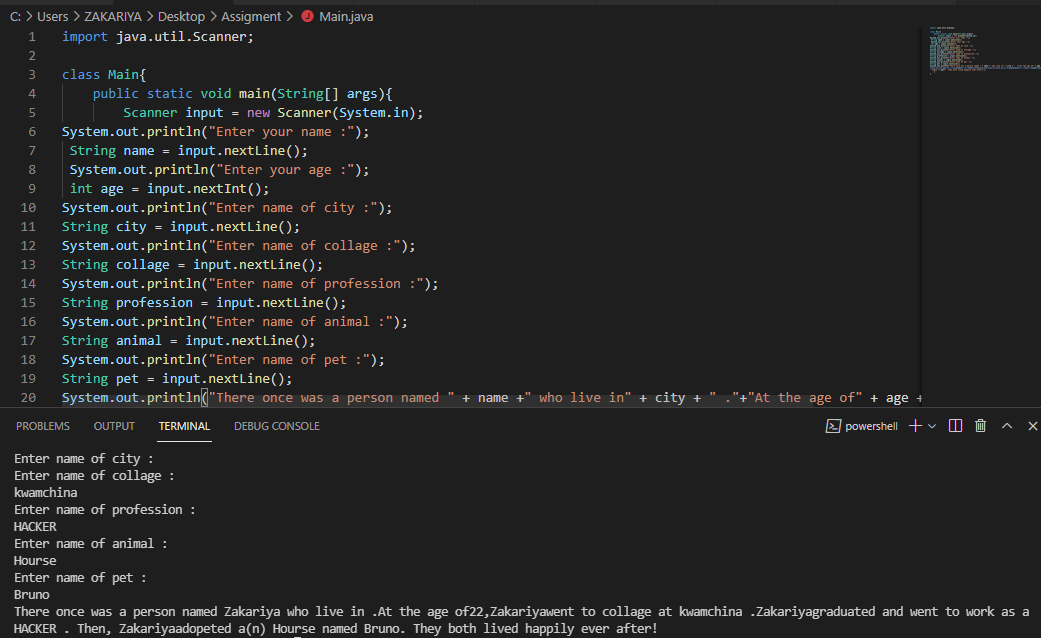 C: > Users > ZAKARIYA > Desktop > Assigment > J Main.java
1 import java.util.Scanner;
2
3 class Main{
4 public static void main(String[] args){
5 Scanner input = new Scanner(System.in);
6 System.out.println("Enter your name :");
7 String name = input.nextLine();
8 System.out.println("Enter your age :");
9 int age = input.nextInt();
10 System.out.println("Enter name of city :");
11 String city = input.nextLine();
12 System.out.println("Enter name of collage :");
13 String collage = input.nextLine();
14 System.out.println("Enter name of profession :");
15 String profession = input.nextLine();
16 System.out.println("Enter name of animal :");
17 String animal = input.nextLine();
18 System.out.println("Enter name of pet :");
19 String pet = input.nextLine();
20 System.out.println("There once was a person named " + name +" who live in" + city + " ."+"At the age of" + age +
PROBLEMS OUTPUT TERMINAL DEBUG CONSOLE powershell
Enter name of city :
Enter name of collage :
kwamchina
Enter name of profession :
HACKER
Enter name of animal :
Hourse
Enter name of pet :
Bruno
There once was a person named Zakariya who live in .At the age of22,Zakariyawent to collage at kwamchina .Zakariyagraduated and went to work as a
HACKER . Then, Zakariyaadopeted a(n) Hourse named Bruno. They both lived happily ever after!